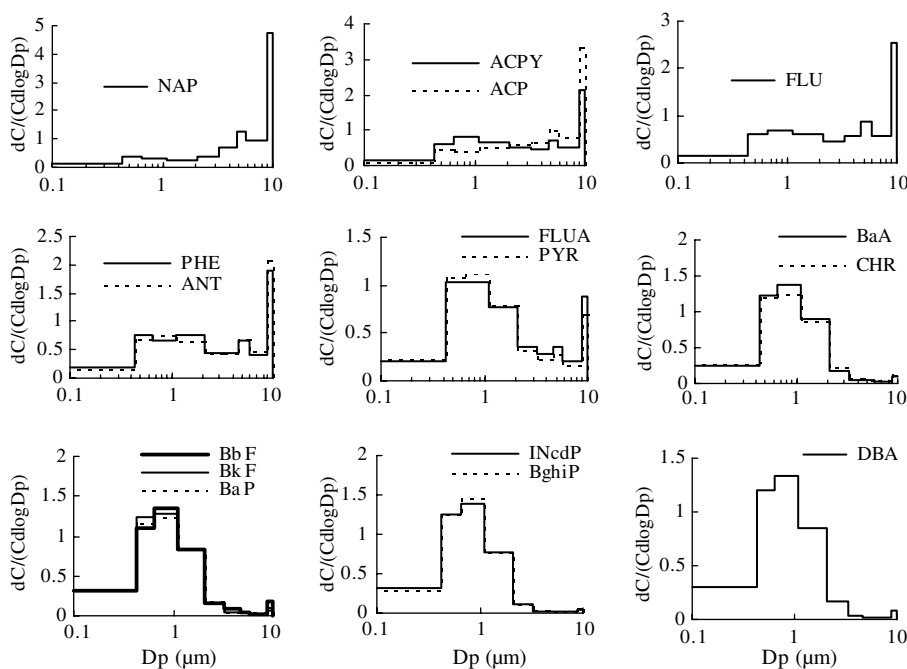 dC/(CdlogDp)
5
4
3
2
1
0
NAP
0.1 1 10
dC/(CdlogDp)
4
3
2
1
0
ACPY
ACP
0.1 1 10
dC/(CdlogDp)
3
2
1
0
FLU
0.1 1 10
dC/(CdlogDp)
2.5
2
1.5
1
0.5
0
PHE
ANT
0.1 1 10
dC/(CdlogDp)
1.5
1
0.5
0
FLUA
PYR
0.1 1 10
dC/(CdlogDp)
2
1.5
1
0.5
0
BaA
CHR
0.1 1 10
dC/(CdlogDp)
2
1.5
1
0.5
0
Bb F
Bk F
Ba P
0.1 1 10
Dp (μm)
dC/(CdlogDp)
2
1.5
1
0.5
0
INcdP
BghiP
0.1 1 10
Dp (μm)
dC/(CdlogDp)
1.5
1
0.5
0
DBA
0.1 1 10
Dp (μm)